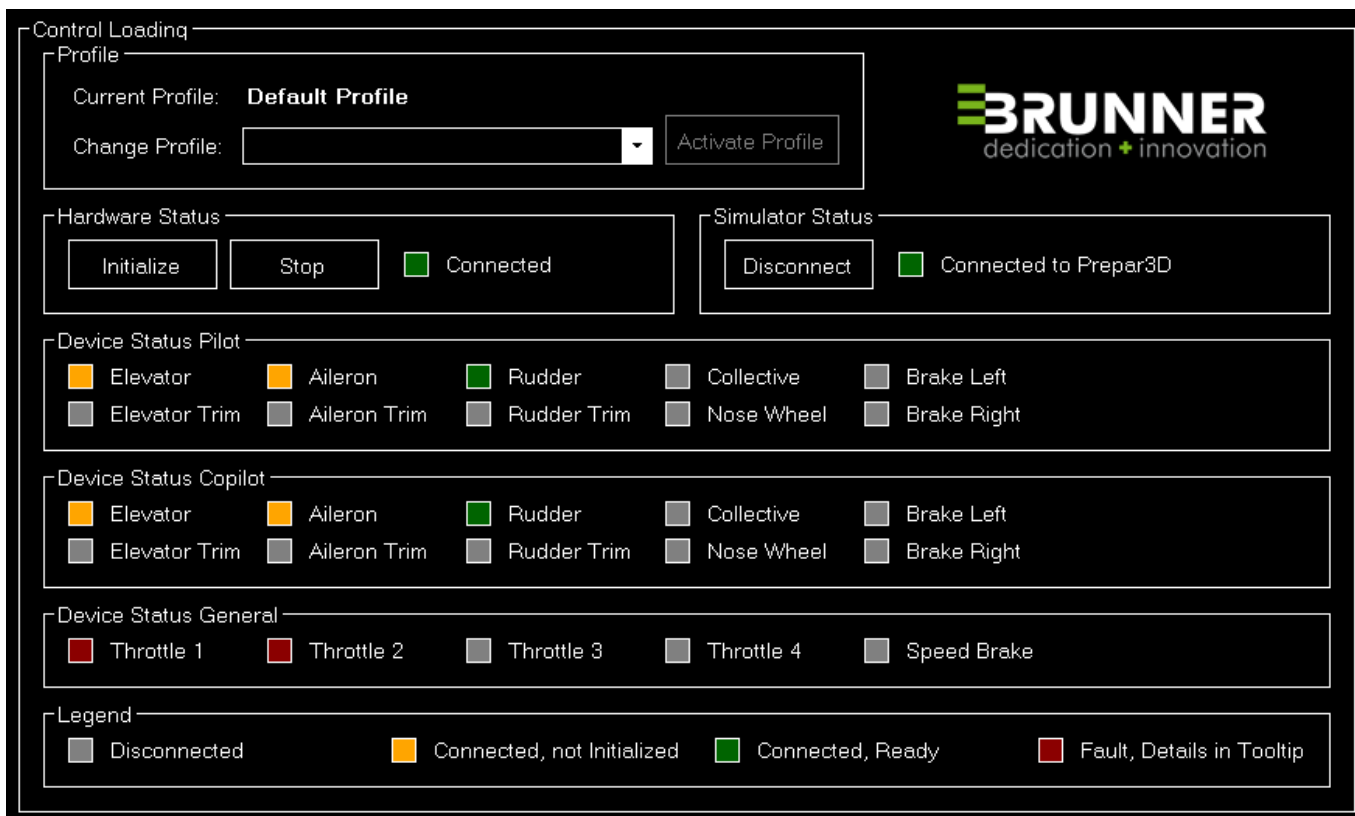 Control Loading
Profile
Current Profile: Default Profile
Change Profile: Activate Profile
BRUNNER
dedication + innovation
Hardware Status
Initialize Stop Connected
Simulator Status
Disconnect Connected to Prepar3D
Device Status Pilot
Elevator Aileron Rudder Collective Brake Left
Elevator Trim Aileron Trim Rudder Trim Nose Wheel Brake Right
Device Status Copilot
Elevator Aileron Rudder Collective Brake Left
Elevator Trim Aileron Trim Rudder Trim Nose Wheel Brake Right
Device Status General
Throttle 1 Throttle 2 Throttle 3 Throttle 4 Speed Brake
Legend
Disconnected Connected, not Initialized Connected, Ready Fault, Details in Tooltip